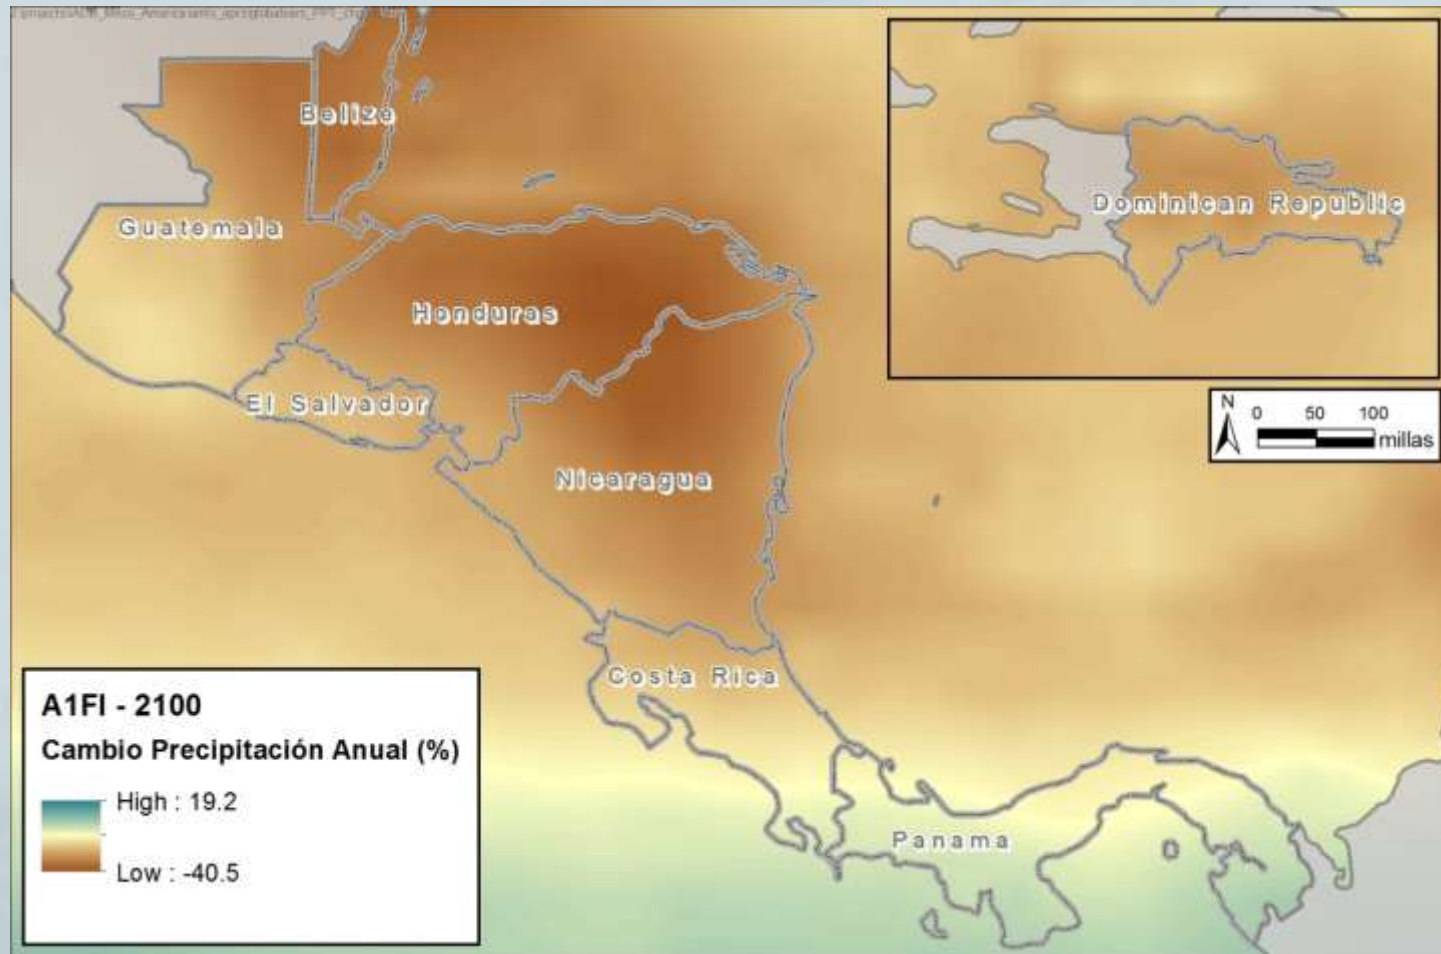 Belize
Guatemala
Honduras
El Salvador
Nicaragua
Costa Rica
Panama
Dominican Republic
N
0 50 100
millas
A1FI - 2100
Cambio Precipitación Anual (%)
High : 19.2
Low : -40.5